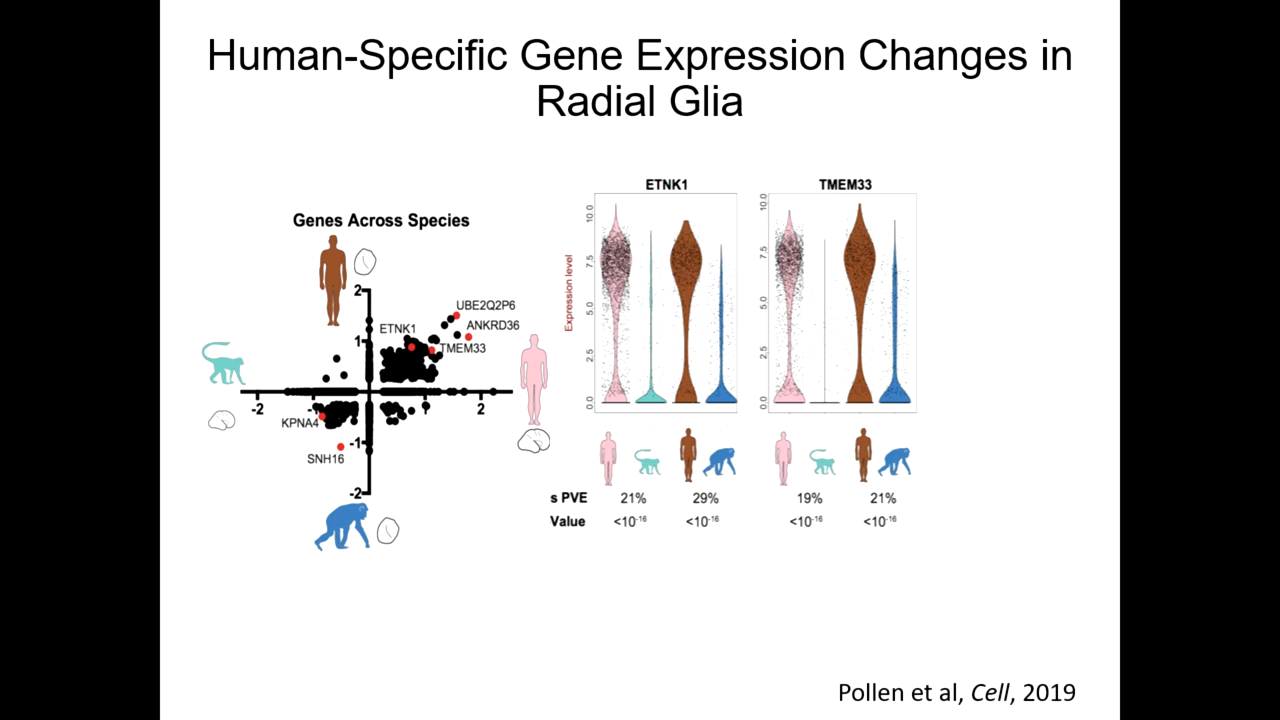 Human-Specific Gene Expression Changes in
Radial Glia
Genes Across Species
2
1
-2
-1
1
2
-1
-2
UBE2Q2P6
ANKRD36
ETNK1
TMEM33
KPNA4
SNH16
ETNK1
Expression level
10.0
7.5
5.0
2.5
0.0
TMEM33
10.0
7.5
5.0
2.5
0.0
s PVE 21% 29% 19% 21%
Value <10-16 <10-16 <10-16 <10-16
Pollen et al, Cell, 2019